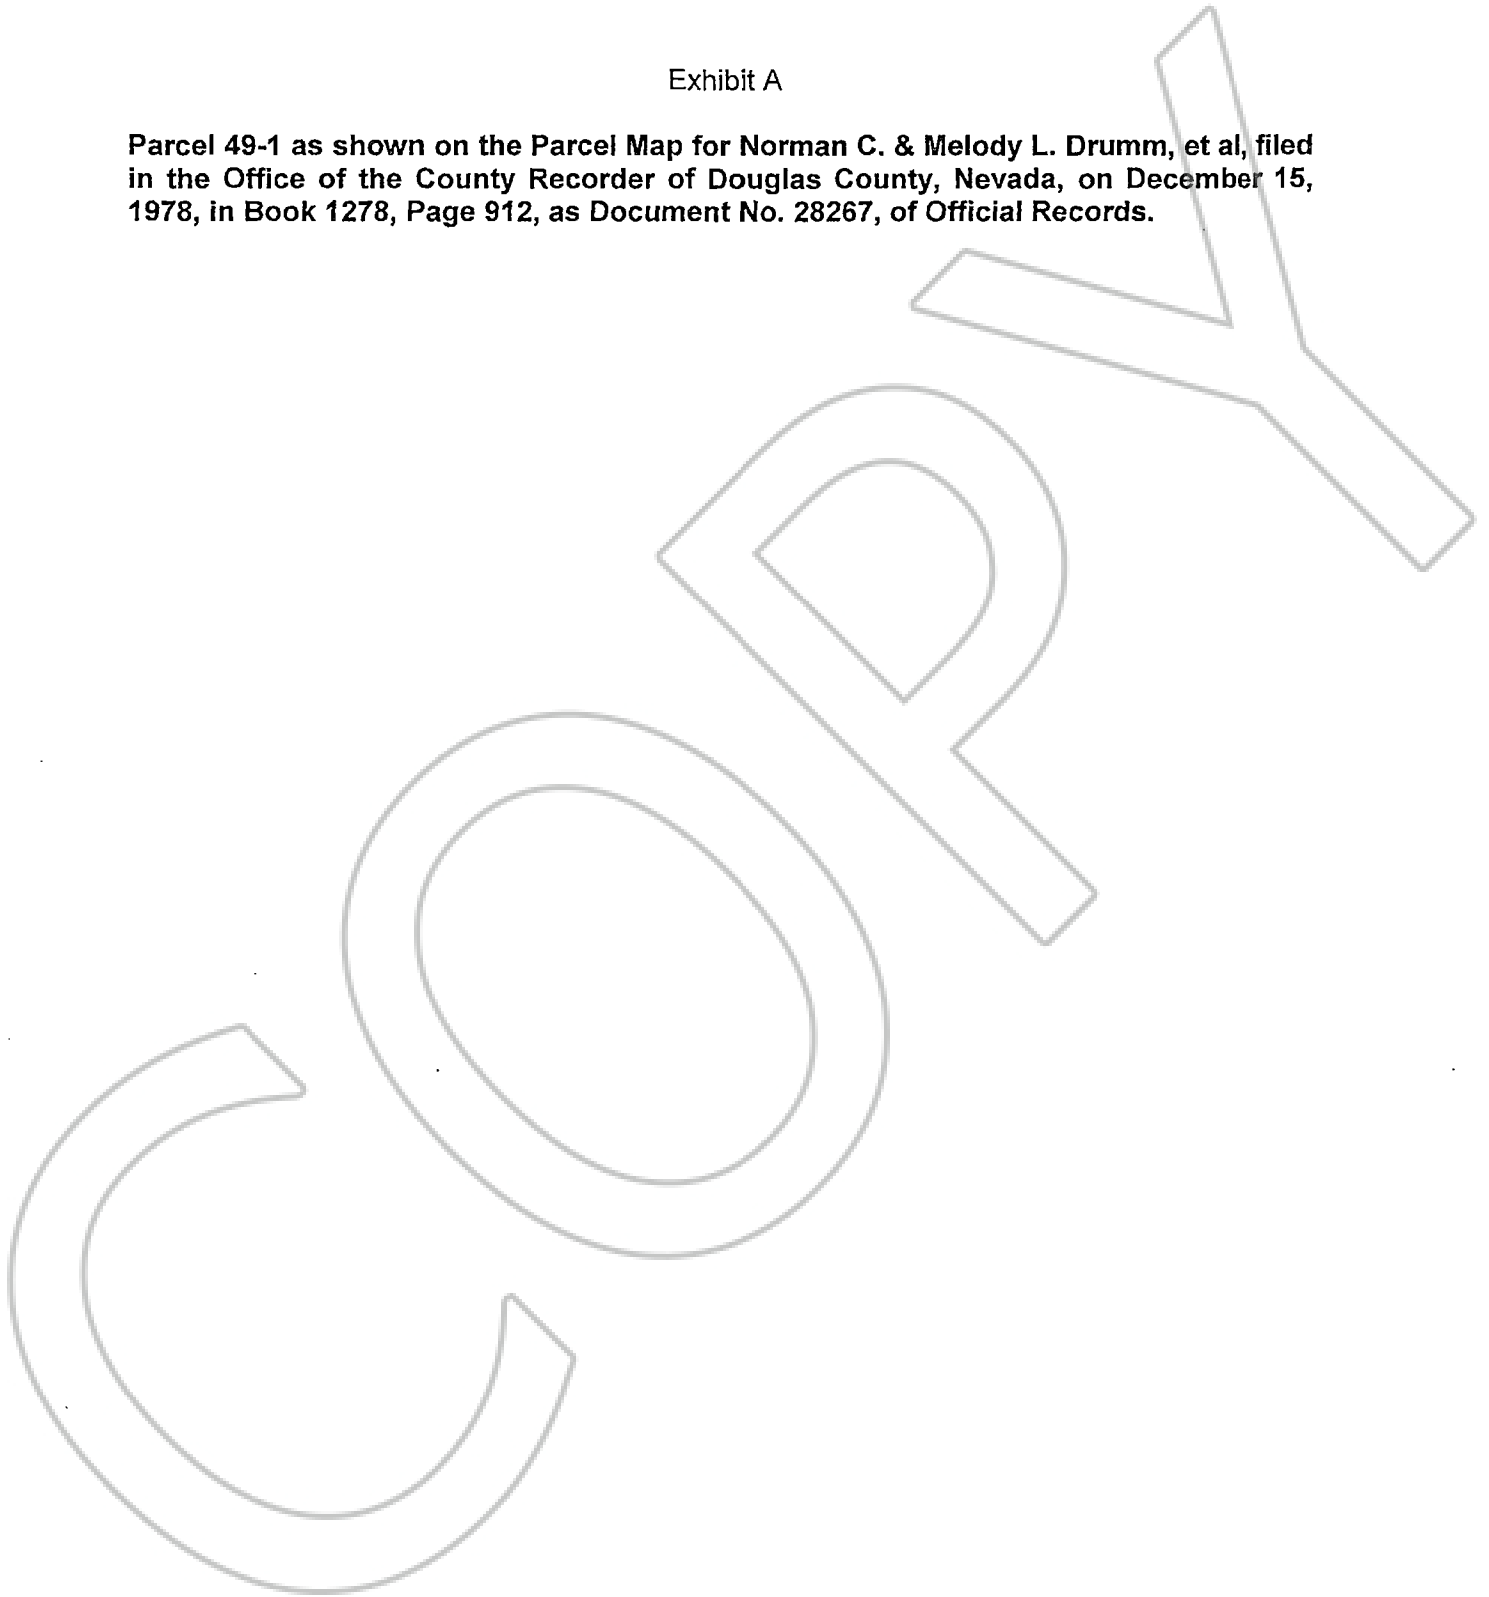 Exhibit A
Parcel 49-1 as shown on the Parcel Map for Norman C. & Melody L. Drumm, et al, filed
in the Office of the County Recorder of Douglas County, Nevada, on December 15,
1978, in Book 1278, Page 912, as Document No. 28267, of Official Records.
COPY